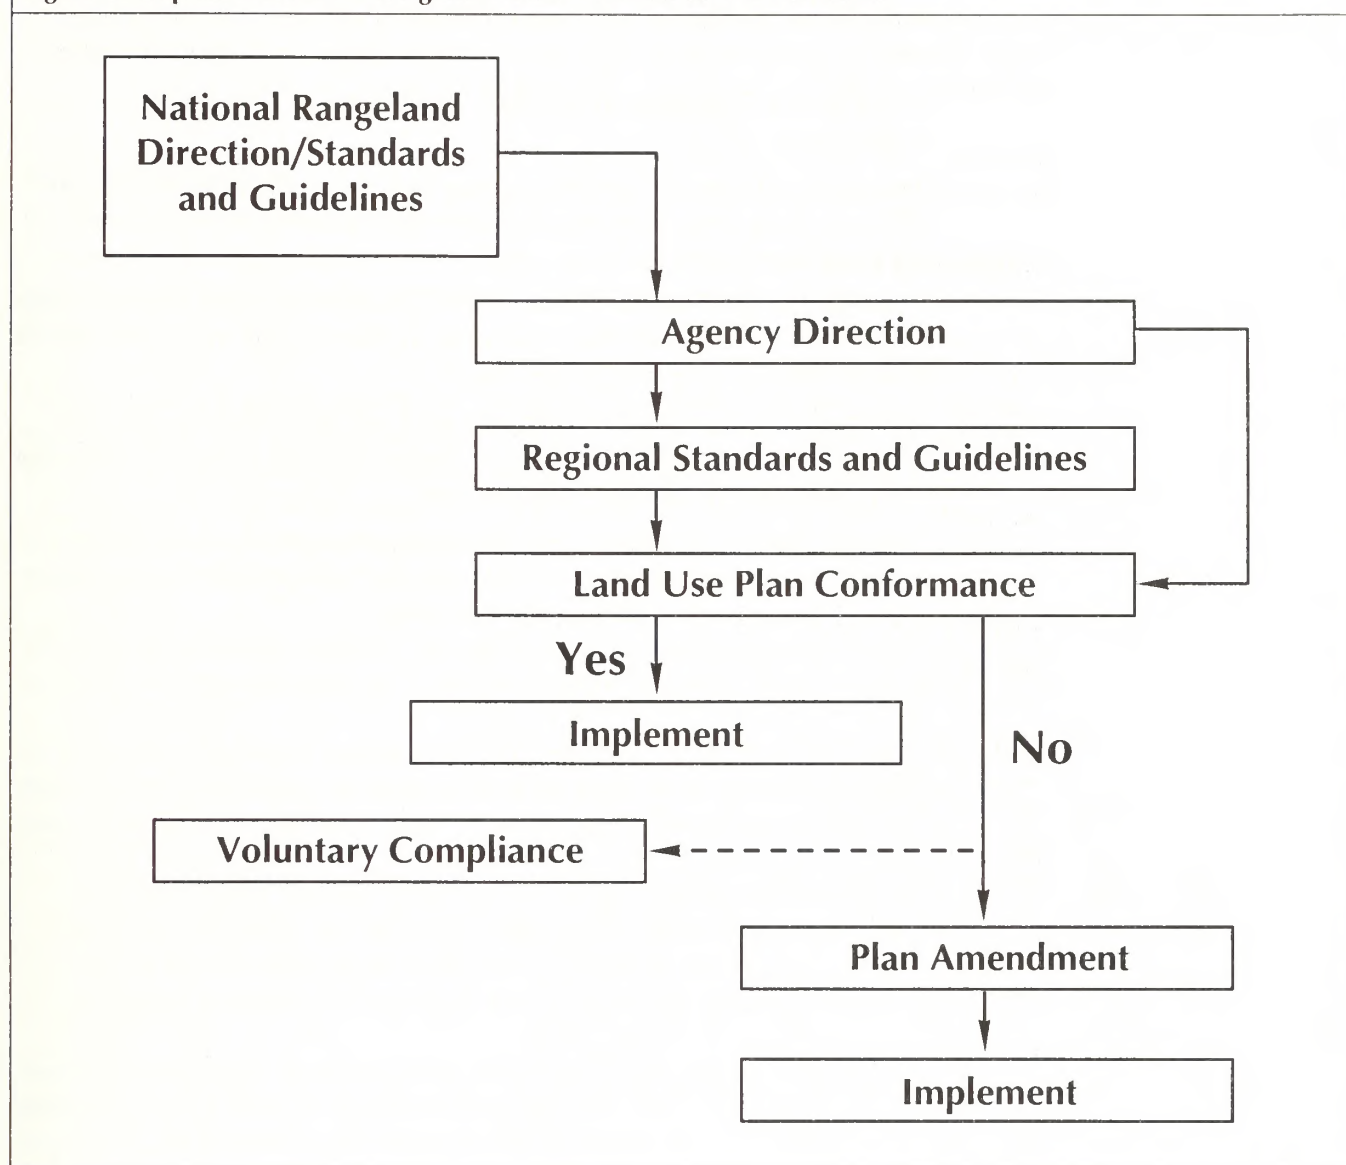 National Rangeland
Direction/Standards
and Guidelines
Agency Direction
Regional Standards and Guidelines
Land Use Plan Conformance
Yes
Implement
No
Voluntary Compliance
Plan Amendment
Implement